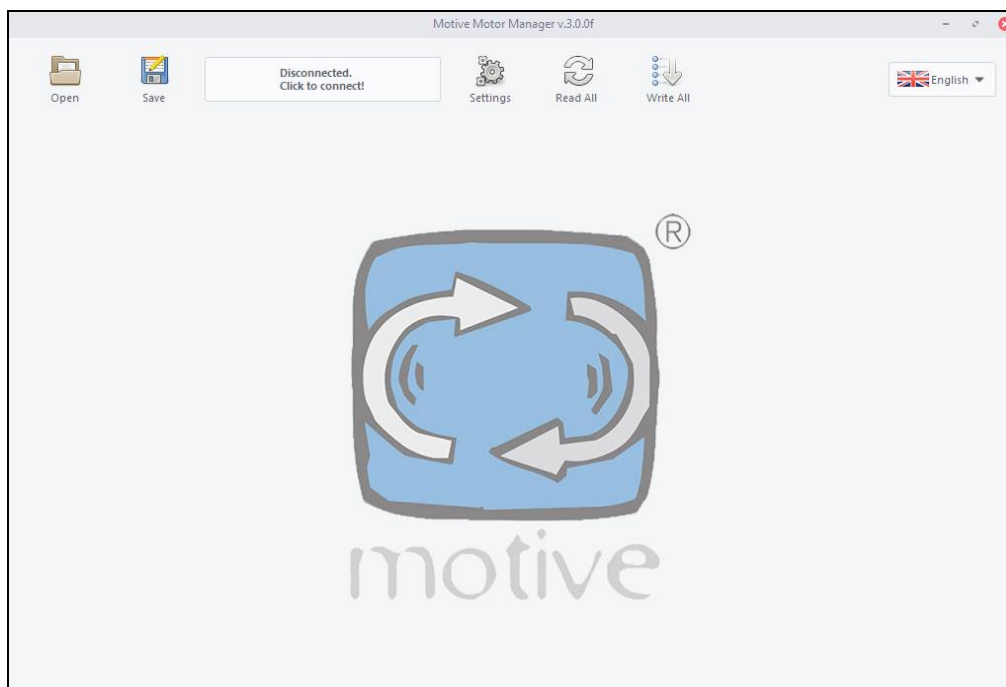 Motive Motor Manager v.3.0.0f
Open
Save
Disconnected.
Click to connect!
Settings
Read All
Write All
English
®
motive